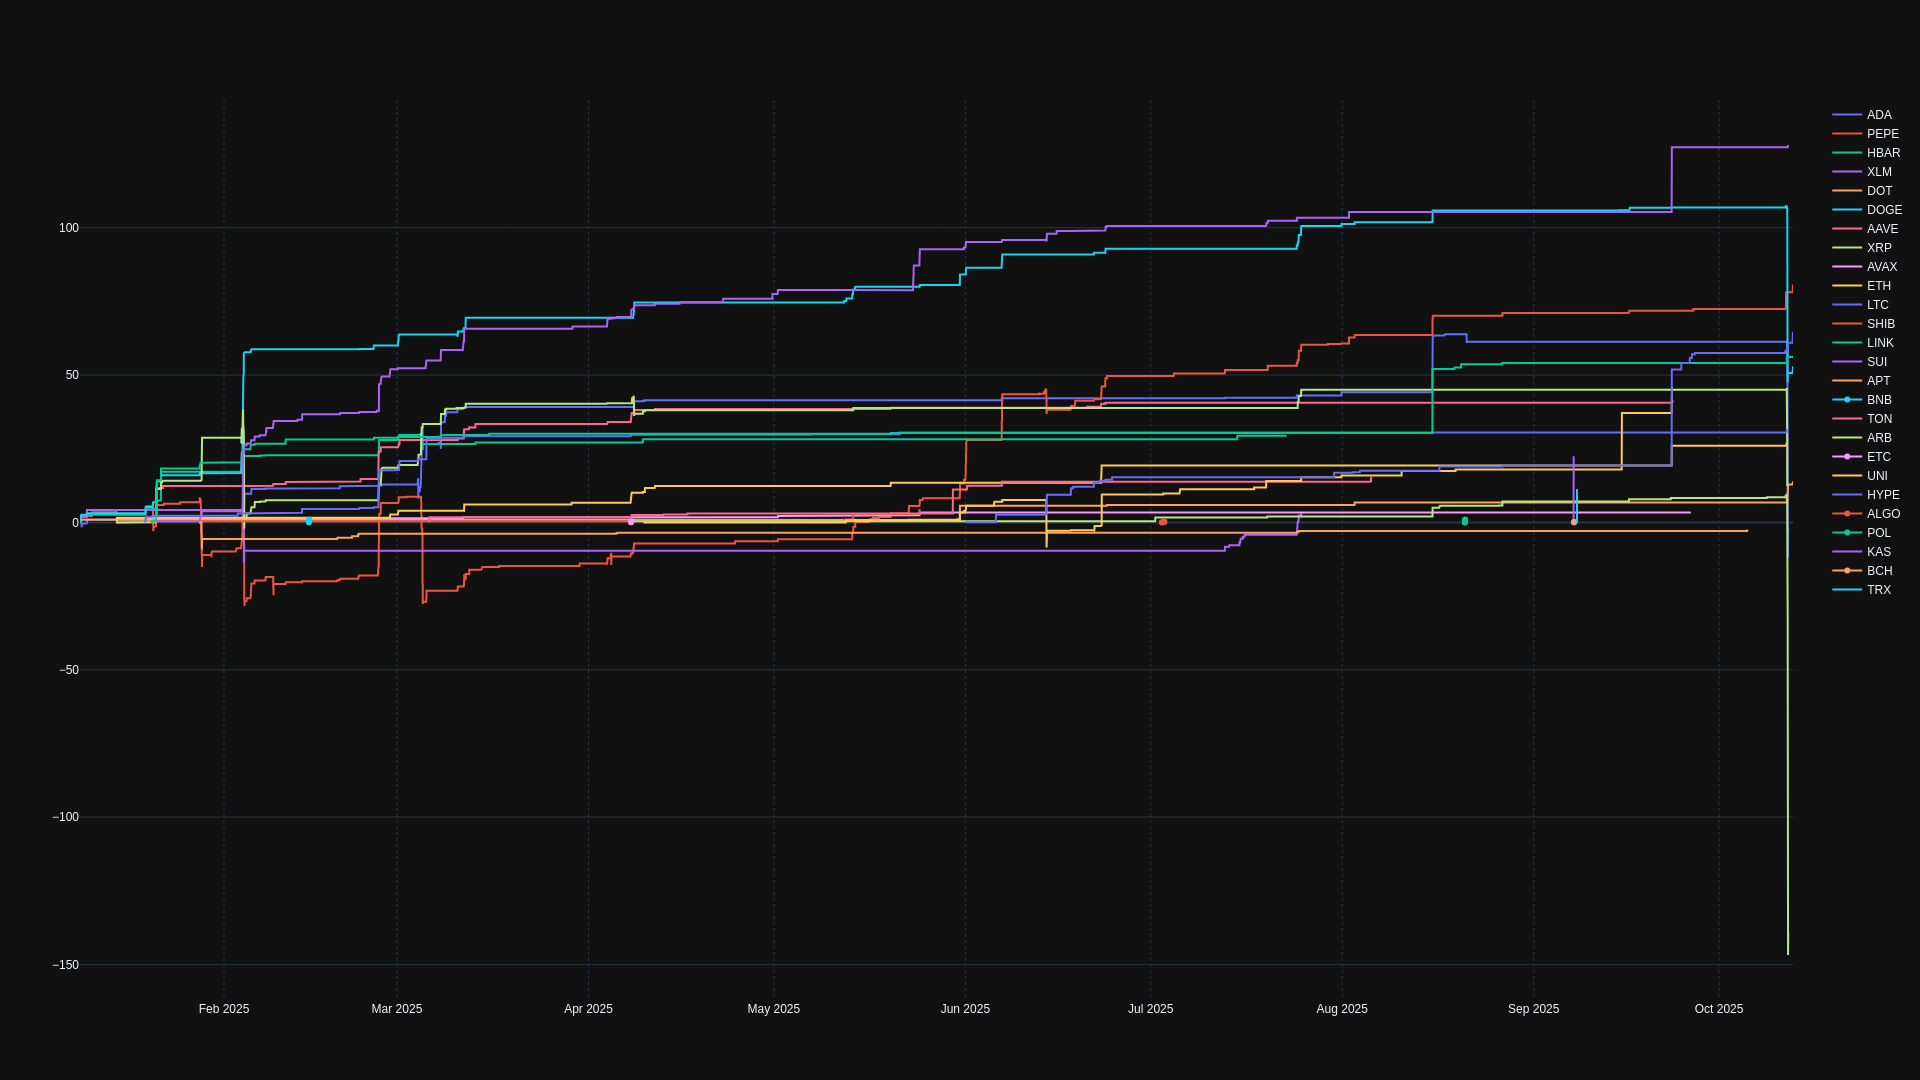 100
50
0
−50
−100
−150
Feb 2025
Mar 2025
Apr 2025
May 2025
Jun 2025
Jul 2025
Aug 2025
Sep 2025
Oct 2025
ADA
PEPE
HBAR
XLM
DOT
DOGE
AAVE
XRP
AVAX
ETH
LTC
SHIB
LINK
SUI
APT
BNB
TON
ARB
ETC
UNI
HYPE
ALGO
POL
KAS
BCH
TRX